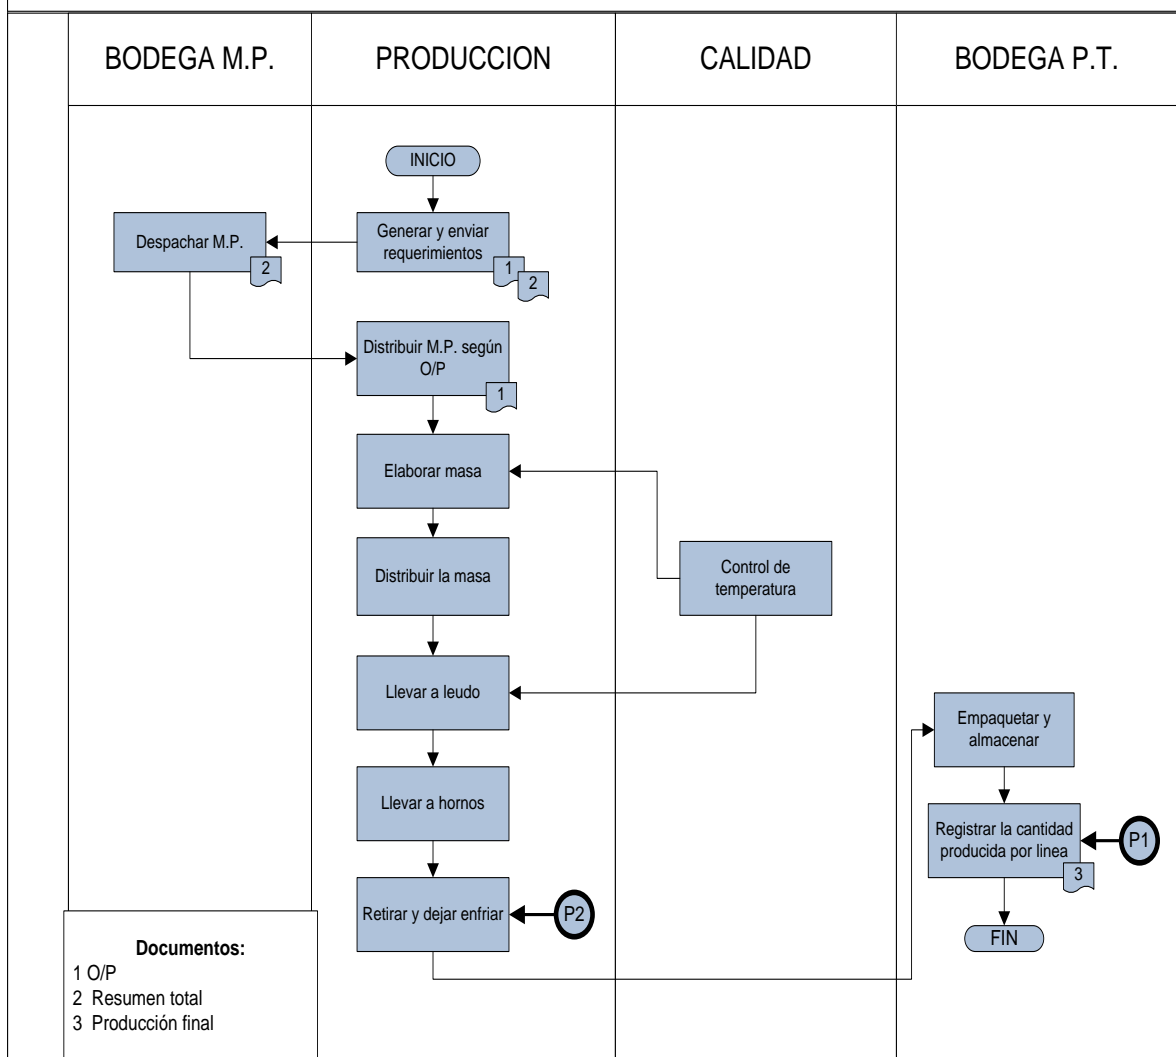 BODEGA M.P.
PRODUCCION
CALIDAD
BODEGA P.T.
INICIO
Generar y enviar
requerimientos
1
2
Despachar M.P.
2
Distribuir M.P. según
O/P
1
Elaborar masa
Distribuir la masa
Control de
temperatura
Llevar a leudo
Llevar a hornos
Retirar y dejar enfriar
P2
Empaquetar y
almacenar
Registrar la cantidad
producida por linea
3
P1
FIN
Documentos:
1 O/P
2 Resumen total
3 Producción final